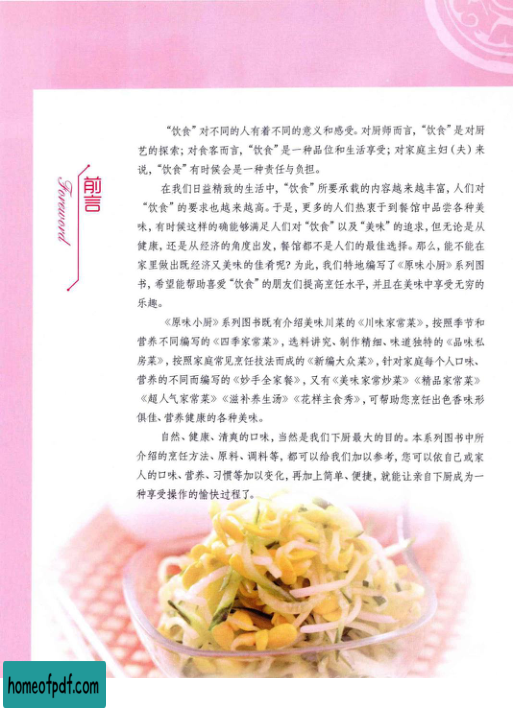 前言
Foreword
“饮食”对不同的人有着不同的意义和感受。对厨师而言，“饮食”是对厨
艺的探索；对食客而言，“饮食”是一种品位和生活享受；对家庭主妇（夫）来
说，“饮食”有时候会是一种责任与负担。
在我们日益精致的生活中，“饮食”所要承载的内容越来越丰富，人们对
“饮食”的要求也越来越高。于是，更多的人们热衷于到餐馆中品尝各种美
味，有时候这样的确能够满足人们对“饮食”以及“美味”的追求，但无论是从
健康，还是从经济的角度出发，餐馆都不是人们的最佳选择。那么，能不能在
家里做出既经济又美味的佳肴呢？为此，我们特地编写了《原味小厨》系列图
书，希望能帮助喜爱“饮食”的朋友们提高烹饪水平，并且在美味中享受无穷的
乐趣。
《原味小厨》系列图书既有介绍美味川菜的《川味家常菜》，按照季节和
营养不同编写的《四季家常菜》，选料讲究、制作精细、味道独特的《品味私
房菜》，按照家庭常见烹饪技法而成的《新编大众菜》，针对家庭每个人口味、
营养的不同而编写的《妙手全家餐》，又有《美味家常炒菜》《精品家常菜》
《超人气家常菜》《滋补养生汤》《花样主食秀》，可帮助您烹饪出色香味形
俱佳、营养健康的各种美味。
自然、健康、清爽的口味，当然是我们下厨最大的目的。本系列图书中所
介绍的烹饪方法、原料、调料等，都可以给我们加以参考，您可以依自己或家
人的口味、营养、习惯等加以变化，再加上简单、便捷，就能让亲自下厨成为一
种享受操作的愉快过程了。
homeofpdf.com